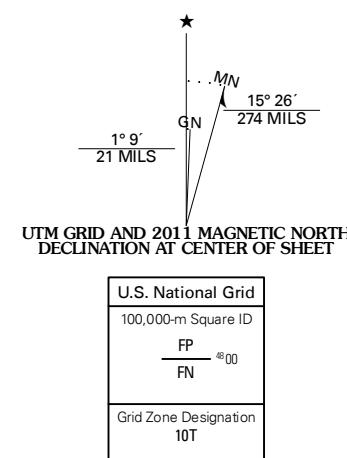 ★
MN
GN
15° 26´
274 MILS
1° 9´
21 MILS
UTM GRID AND 2011 MAGNETIC NORTH
DECLINATION AT CENTER OF SHEET
U.S. National Grid
100,000-m Square ID
FP
4800
FN
Grid Zone Designation
10T